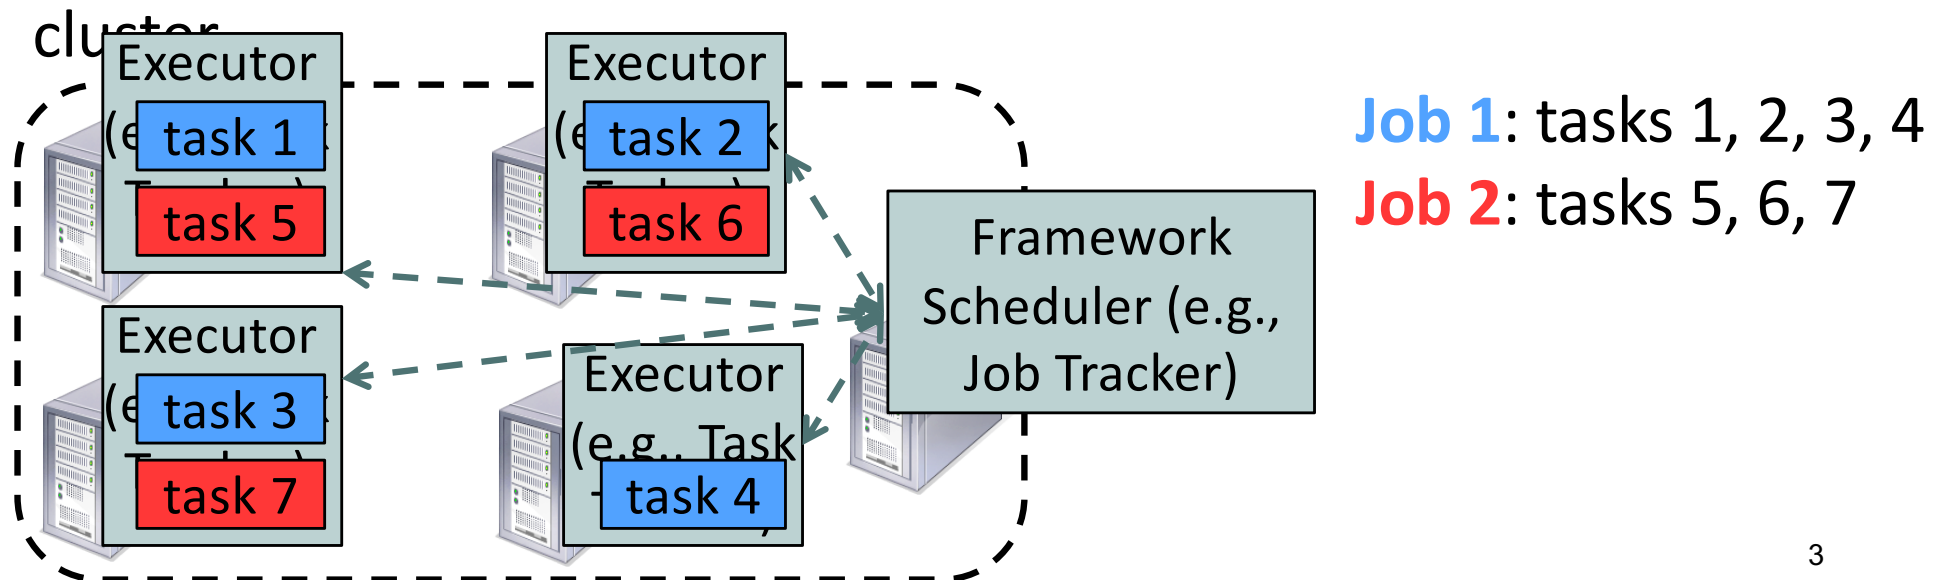 cluster
Executor
task 1
task 5
Executor
task 2
task 6
Executor
task 3
task 7
Executor
(e.g., Task
task 4
Framework
Scheduler (e.g.,
Job Tracker)
Job 1: tasks 1, 2, 3, 4
Job 2: tasks 5, 6, 7
3